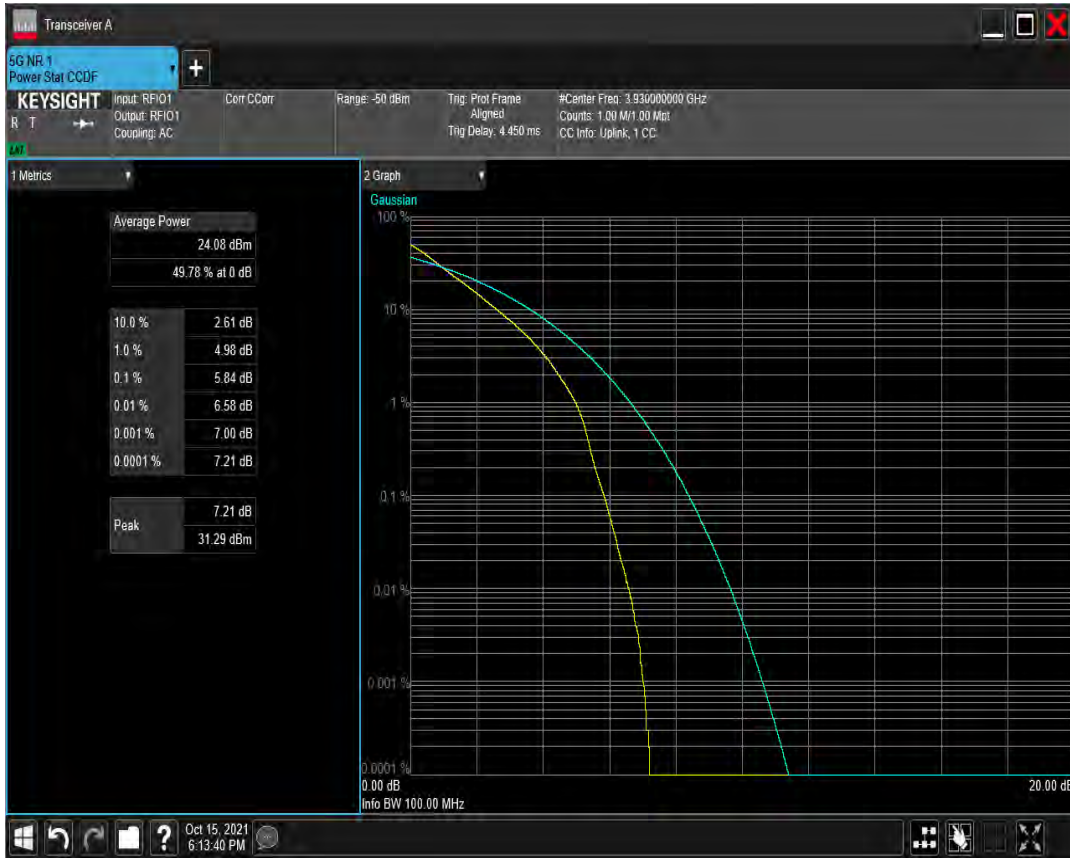 Transceiver A
5G NR 1
Power Stat CCDF
+
KEYSIGHT
R T
LXT
Input: RFIO1
Output: RFIO1
Coupling: AC
Corr CCorr
Range: -50 dBm
Trig: Prot Frame
Aligned
Trig Delay: 4.450 ms
#Center Freq: 3.930000000 GHz
Counts: 1.00 M/1.00 Mpt
CC Info: Uplink, 1 CC
1 Metrics
Average Power
24.08 dBm
49.78 % at 0 dB
10.0 % 2.61 dB
1.0 % 4.98 dB
0.1 % 5.84 dB
0.01 % 6.58 dB
0.001 % 7.00 dB
0.0001 % 7.21 dB
Peak 7.21 dB
31.29 dBm
2 Graph
Gaussian
100 %
10 %
1 %
0.1 %
0.01 %
0.001 %
0.0001 %
0.00 dB
20.00 dB
Info BW 100.00 MHz
?
Oct 15, 2021
6:13:40 PM